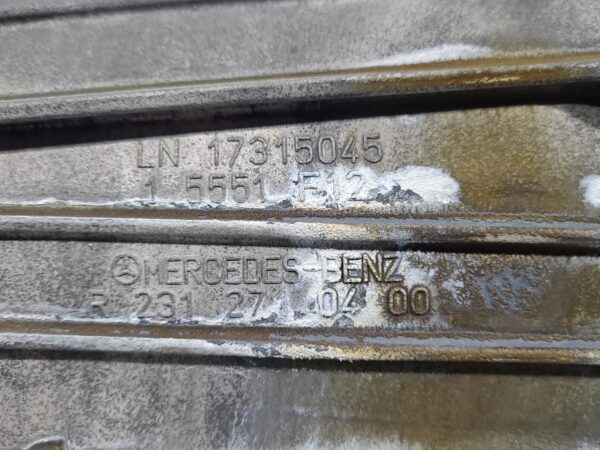 LN 17315045
1 5551 F12
MERCEDES-BENZ
R 231 271 04 00